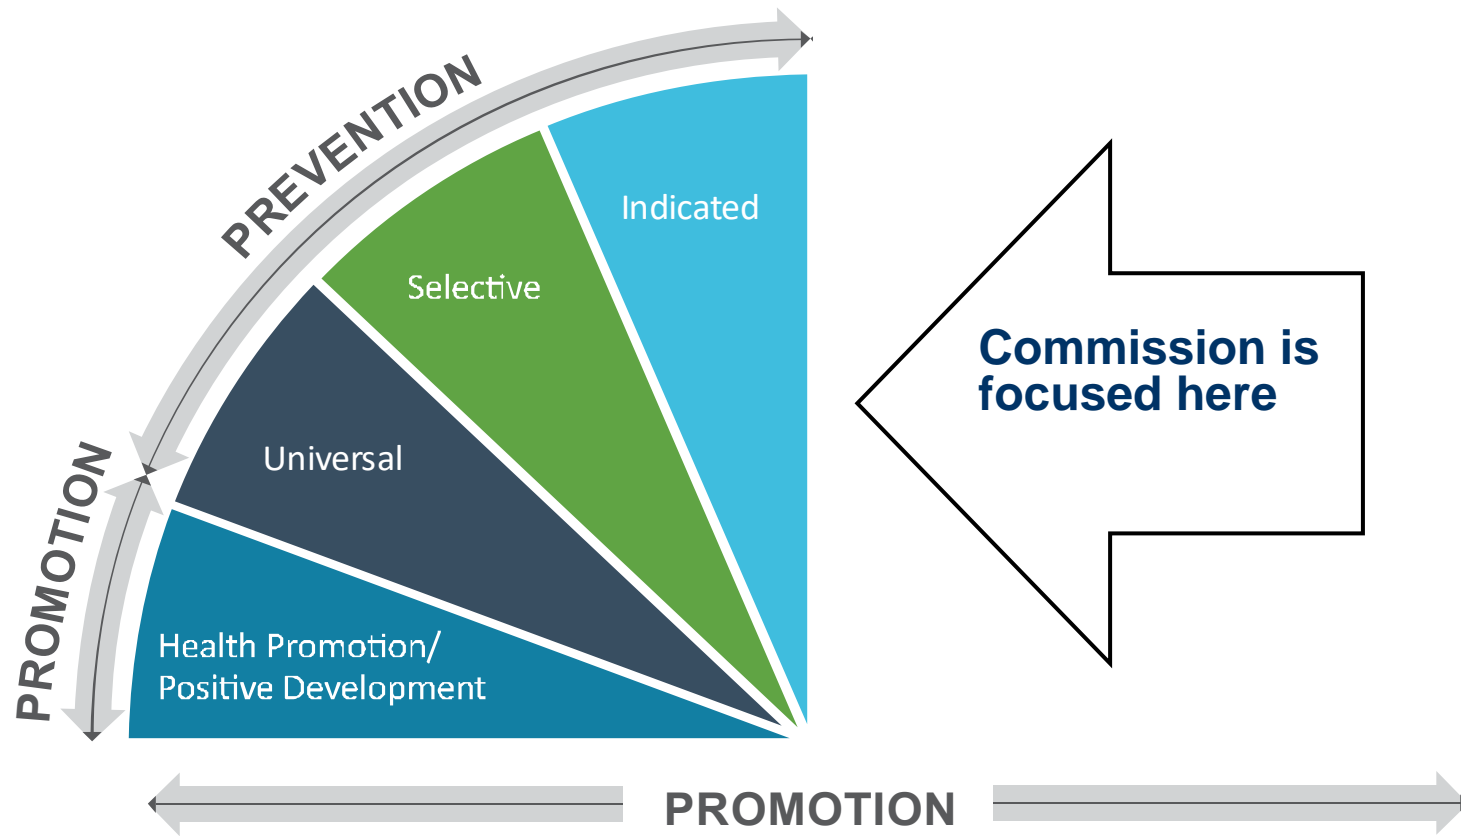 PREVENTION
Indicated
Selective
Commission is
focused here
Universal
PROMOTION
Health Promotion/
Positive Development
PROMOTION